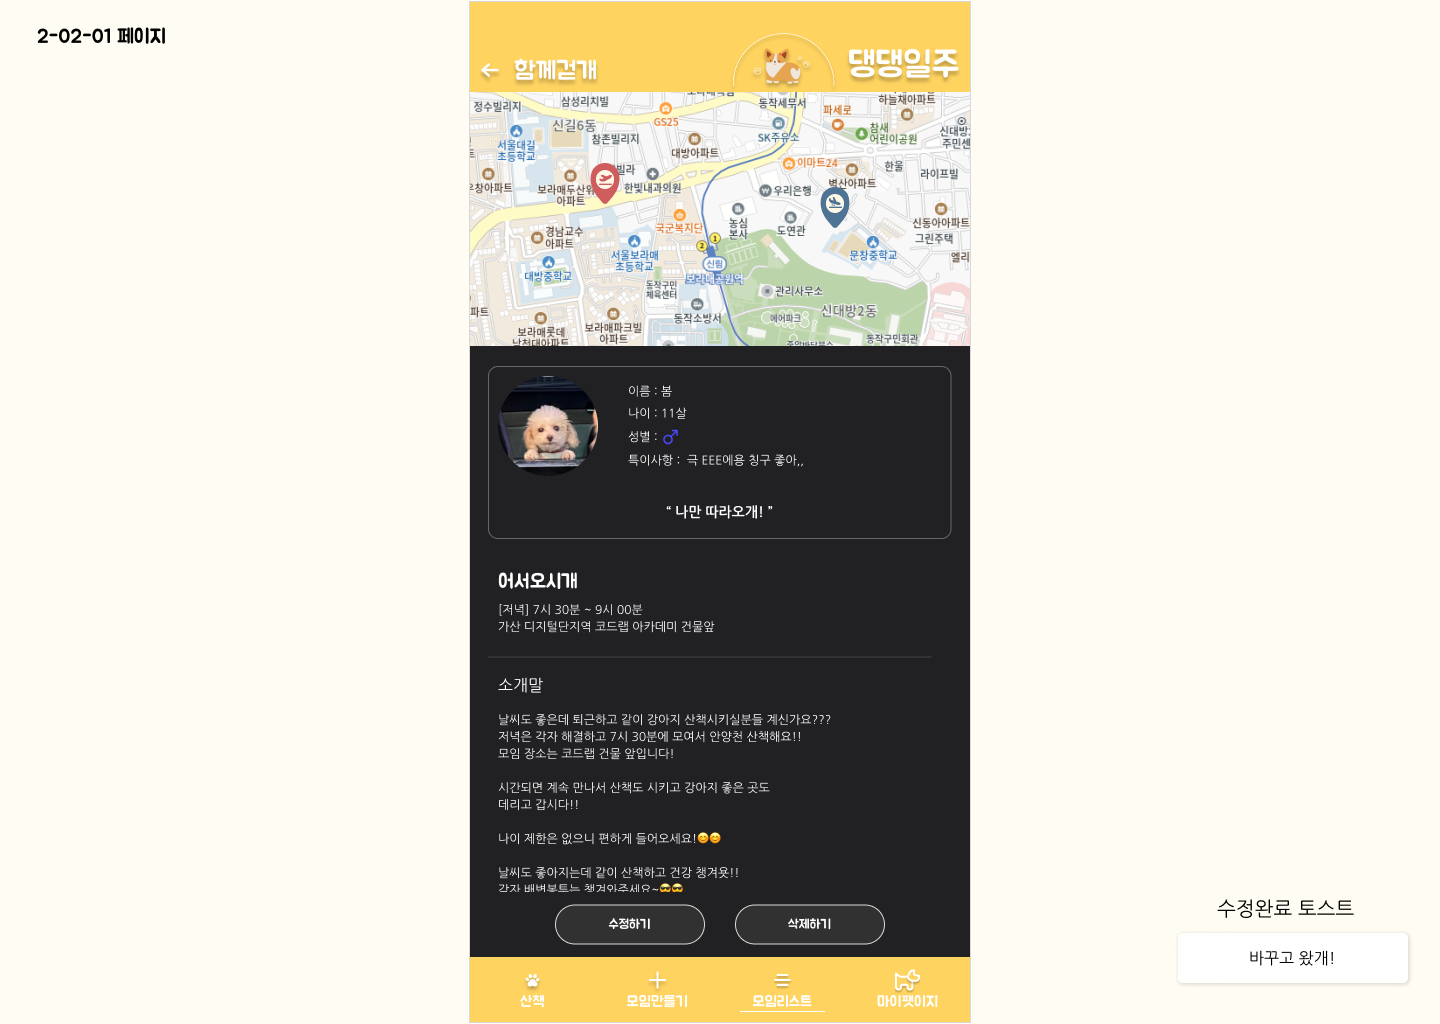 2-02-01 페이지
함께걷개
댕댕일주
정수빌리지
삼성리치빌
동작세무서
하늘채아파트
신길6동
GS25
파세로
참존빌리지
SK주유소
참새
어린이공원
신대방
주민센
서울대길
초등학교
대방아파트
이마트24
한울
우창아파트
보라매두산위
아파트
빌라
한빛내과의원
우리은행
벽산아파트
라이프빌
국군복지단
농심
본사
도연관
신동아아파트
경남교수
아파트
그린주택
서울보라매
초등학교
2
1
문창중학교
엘리
대방중학교
신림
보라매공원역
동작구민
체육센터
관리사무소
파트
에어파크
신대방2동
보라매롯데
낙천대아파트
보라매파크빌
아파트
동작소방서
동작구민회관
이름 : 봄
나이 : 11살
성별 : ♂
특이사항 : 극 EEE에용 칭구 좋아,,
“ 나만 따라오개! ”
어서오시개
[저녁] 7시 30분 ~ 9시 00분
가산 디지털단지역 코드랩 아카데미 건물앞
소개말
날씨도 좋은데 퇴근하고 같이 강아지 산책시키실분들 계신가요???
저녁은 각자 해결하고 7시 30분에 모여서 안양천 산책해요!!
모임 장소는 코드랩 건물 앞입니다!
시간되면 계속 만나서 산책도 시키고 강아지 좋은 곳도
데리고 갑시다!!
나이 제한은 없으니 편하게 들어오세요!😊😊
날씨도 좋아지는데 같이 산책하고 건강 챙겨욧!!
각자 배변봉투는 챙겨와주세요~😎😎
수정하기
삭제하기
산책
모임만들기
모임리스트
마이펫이지
수정완료 토스트
바꾸고 왔개!